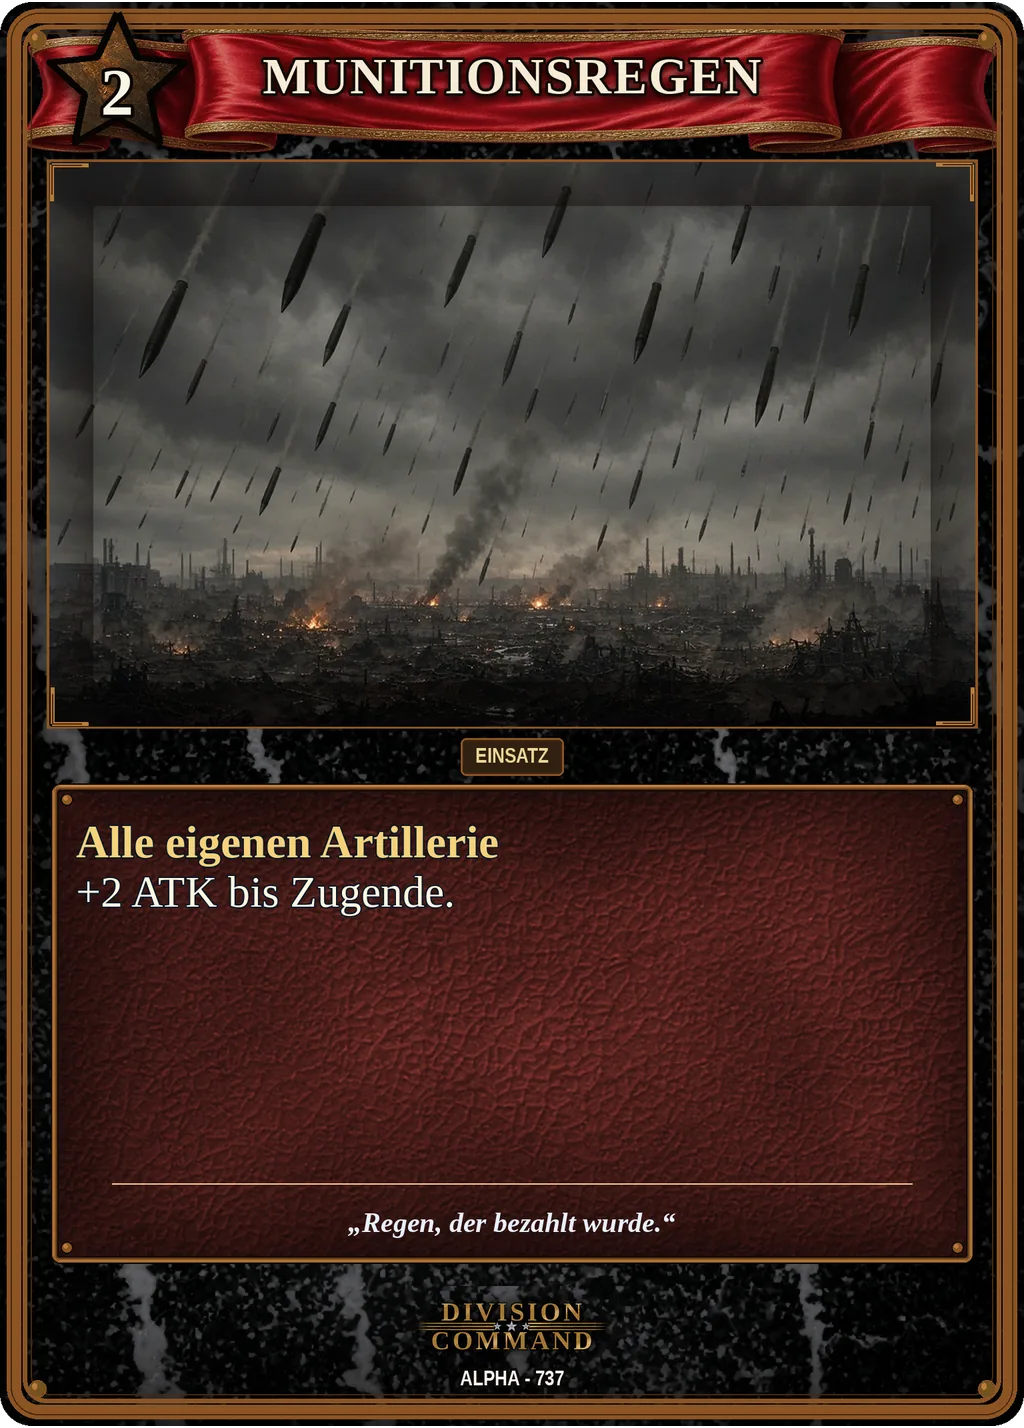 2
MUNITIONSREGEN
EINSATZ
Alle eigenen Artillerie
+2 ATK bis Zugende.
„Regen, der bezahlt wurde.“
DIVISION
COMMAND
ALPHA - 737